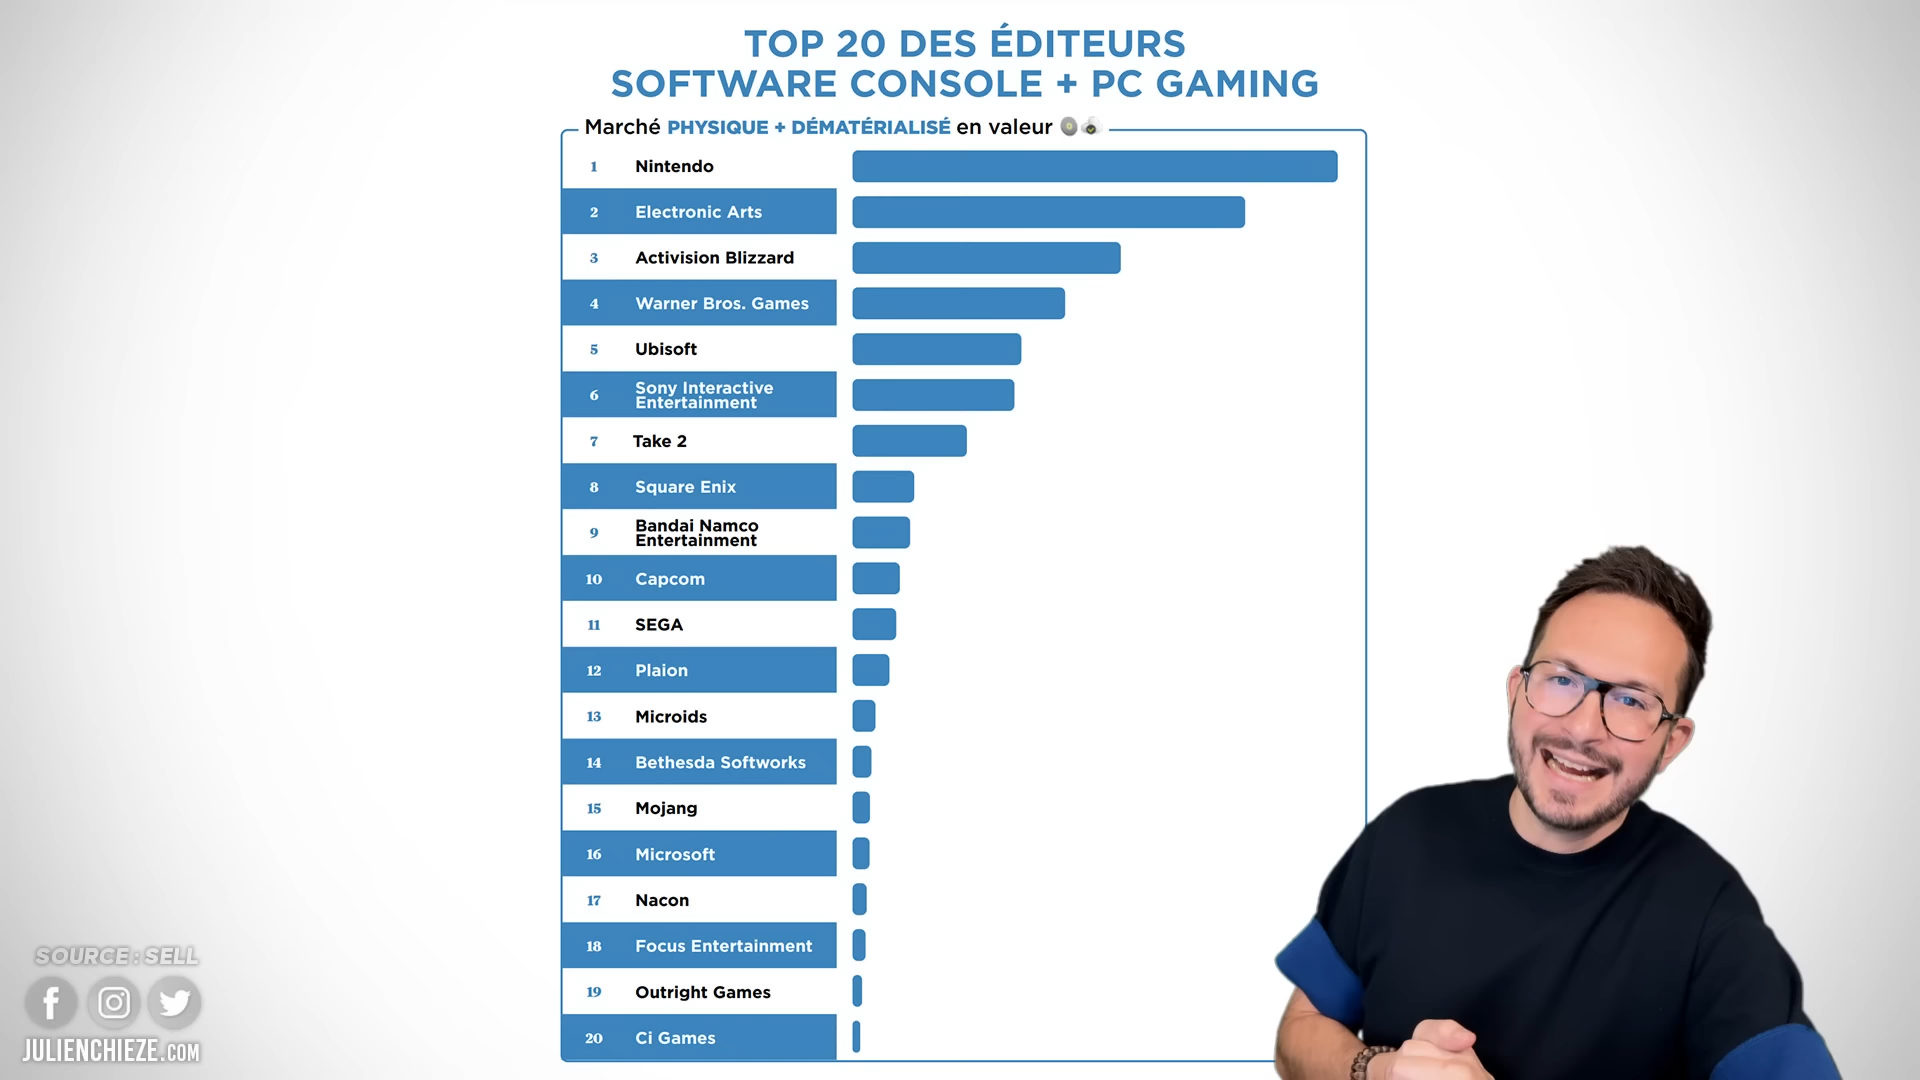 TOP 20 DES ÉDITEURS
SOFTWARE CONSOLE + PC GAMING
Marché PHYSIQUE + DÉMATÉRIALISÉ en valeur
1 Nintendo
2 Electronic Arts
3 Activision Blizzard
4 Warner Bros. Games
5 Ubisoft
6 Sony Interactive
Entertainment
7 Take 2
8 Square Enix
9 Bandai Namco
Entertainment
10 Capcom
11 SEGA
12 Plaion
13 Microids
14 Bethesda Softworks
15 Mojang
16 Microsoft
17 Nacon
18 Focus Entertainment
19 Outright Games
20 Ci Games
SOURCE : SELL
JULIENCHIEZE.COM